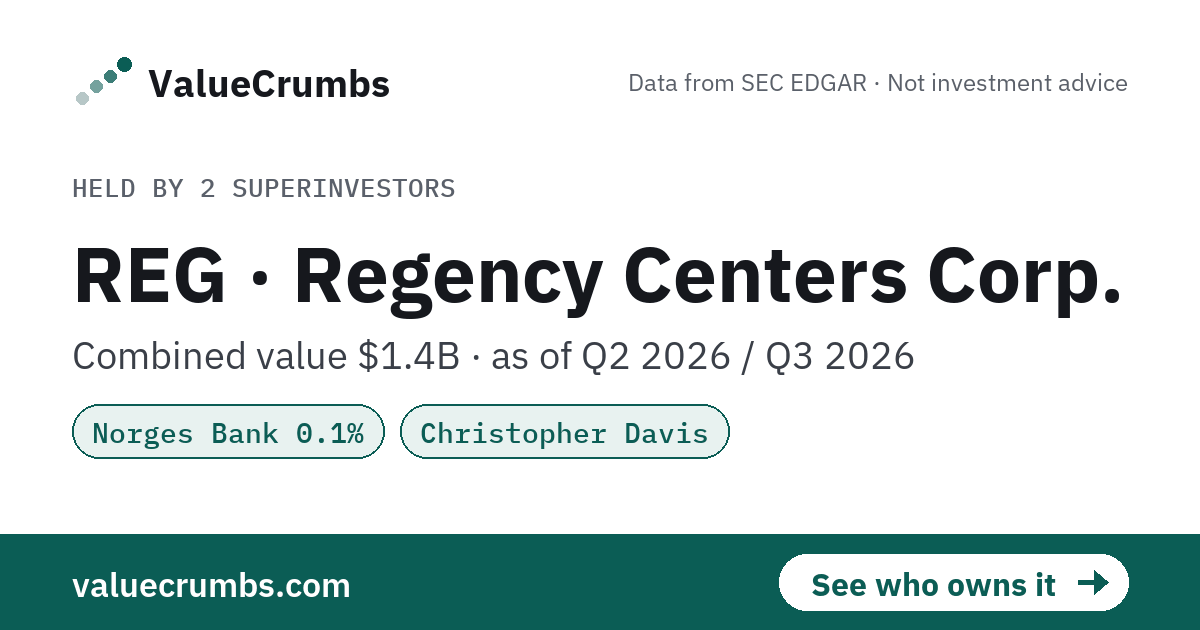 ValueCrumbs
Data from SEC EDGAR · Not investment advice
HELD BY 2 SUPERINVESTORS
REG · Regency Centers Corp.
Combined value $1.4B · as of Q2 2026 / Q3 2026
Norges Bank 0.1%
Christopher Davis
valuecrumbs.com
See who owns it →